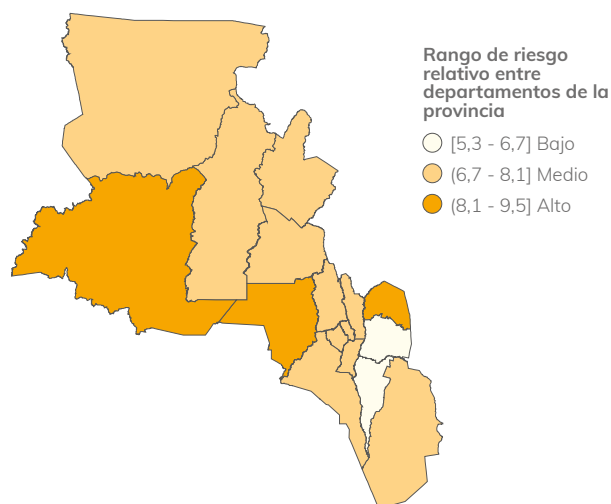 Rango de riesgo
relativo entre
departamentos de la
provincia
[5,3 - 6,7] Bajo
(6,7 - 8,1] Medio
(8,1 - 9,5] Alto